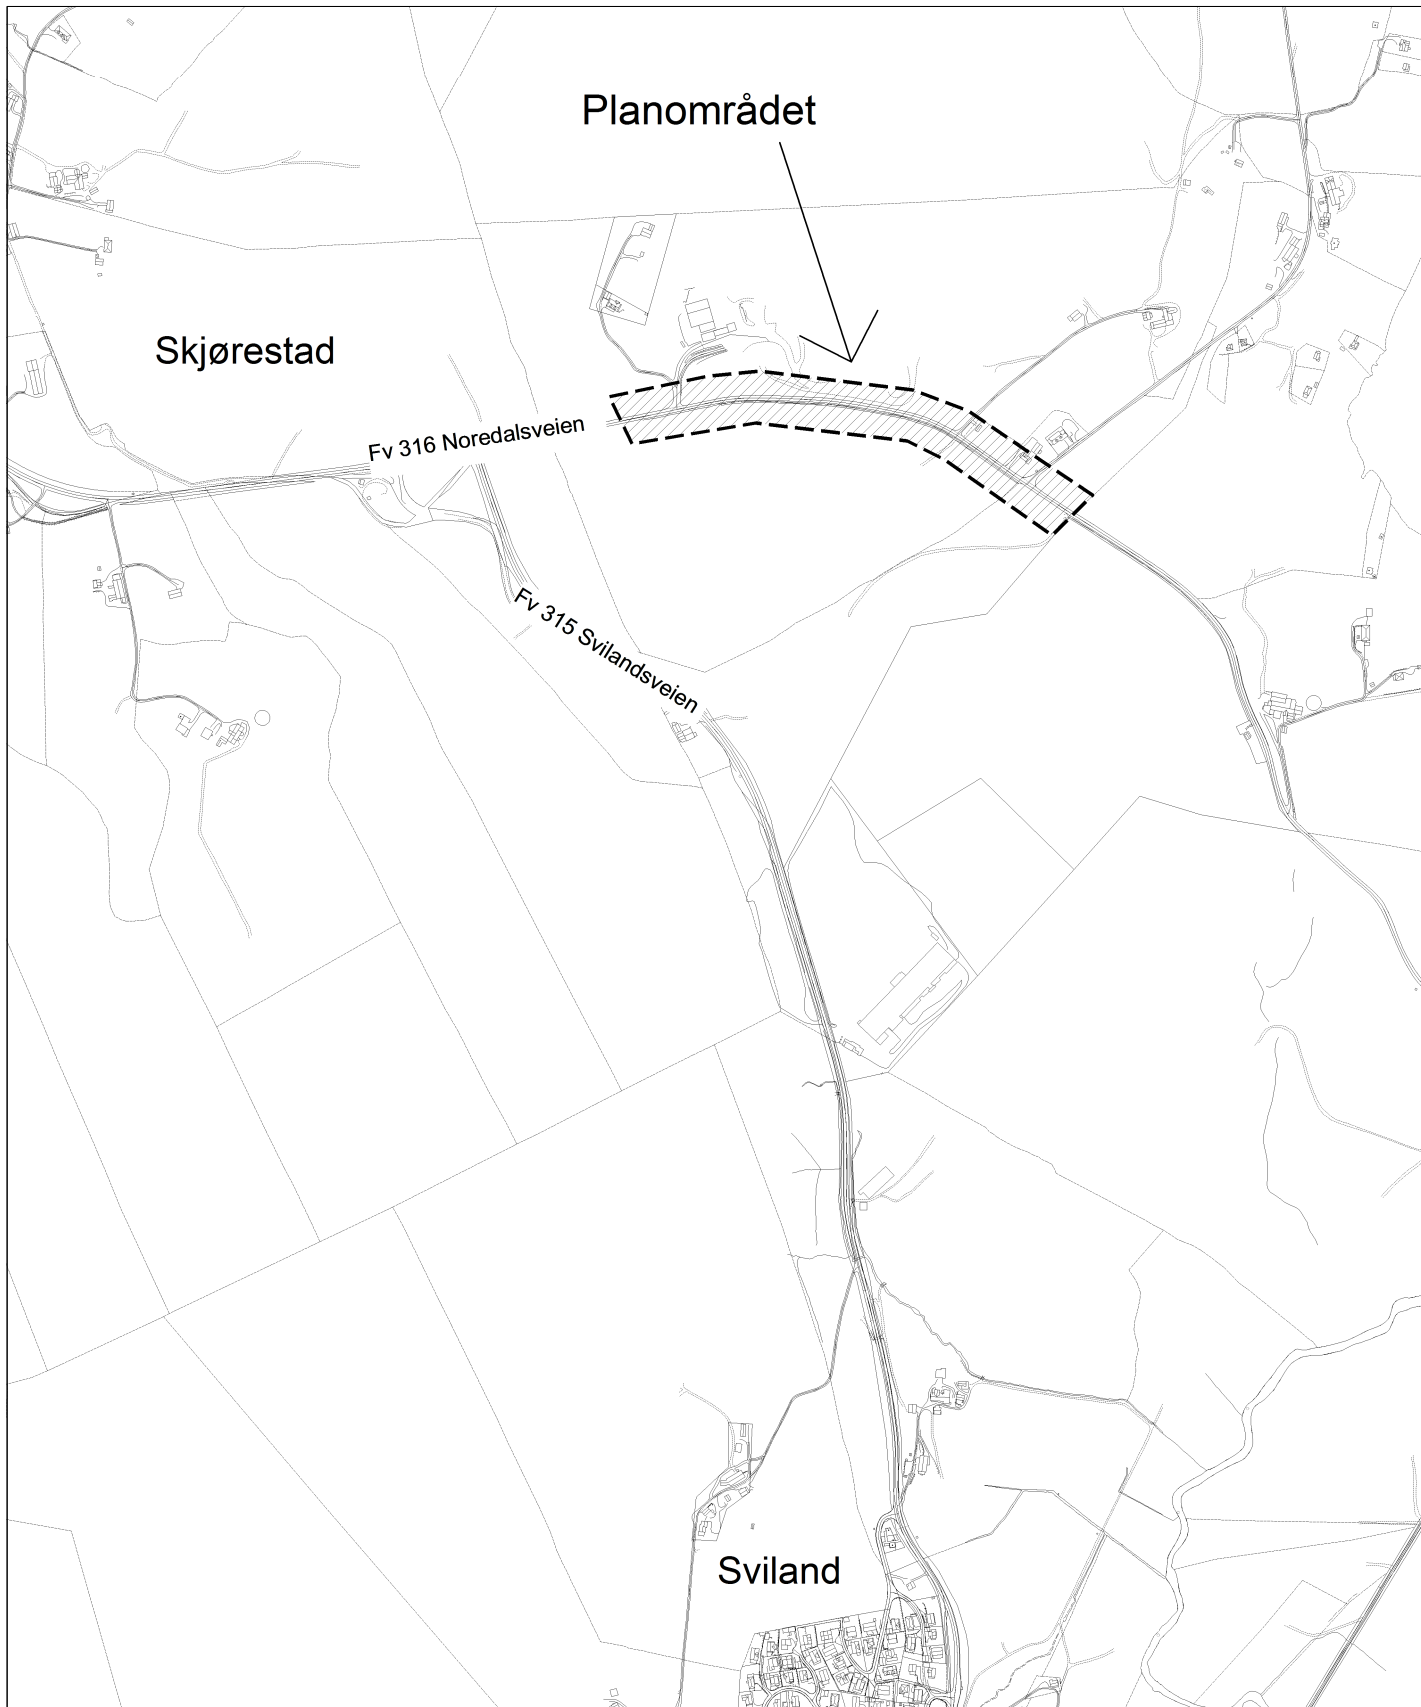 Planområdet
Skjørestad
Fv 316 Noredalsveien
Fv 315 Svilandsveien
Sviland